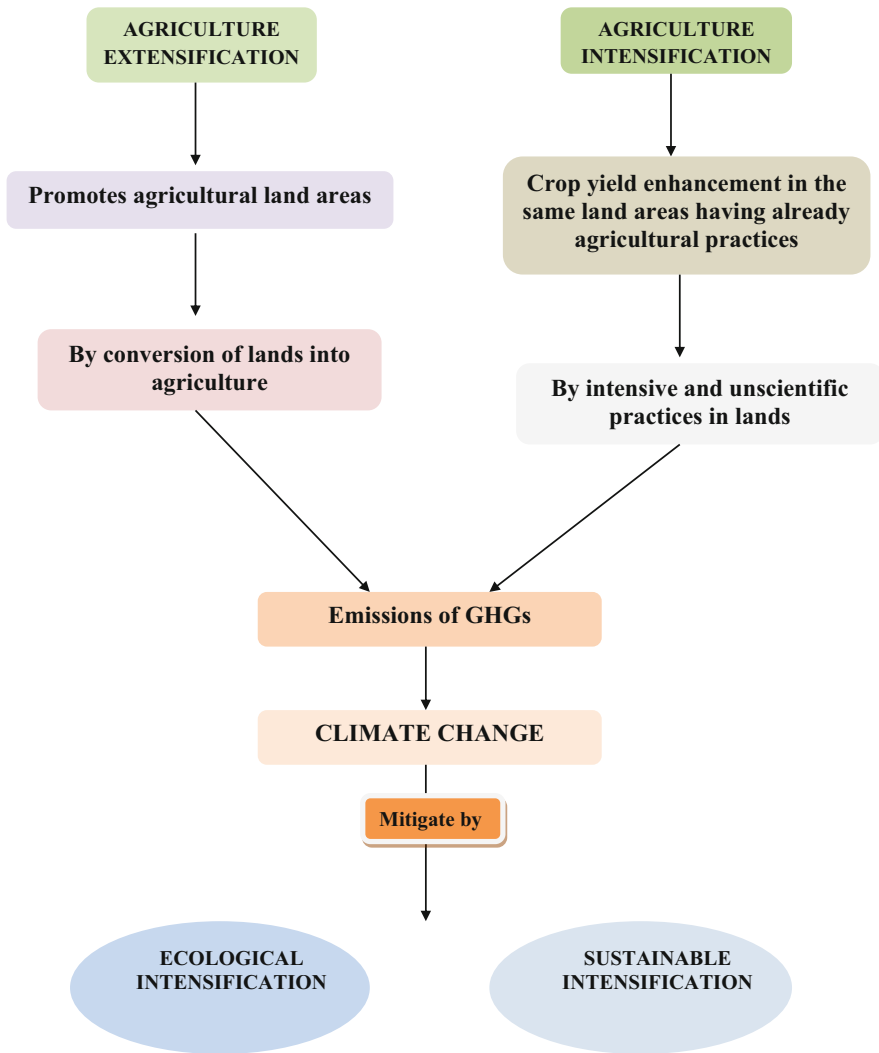 AGRICULTURE
EXTENSIFICATION
AGRICULTURE
INTENSIFICATION
Promotes agricultural land areas
Crop yield enhancement in the
same land areas having already
agricultural practices
By conversion of lands into
agriculture
By intensive and unscientific
practices in lands
Emissions of GHGs
CLIMATE CHANGE
Mitigate by
ECOLOGICAL
INTENSIFICATION
SUSTAINABLE
INTENSIFICATION